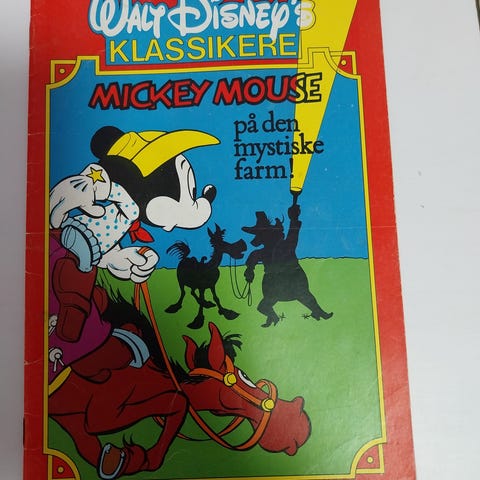 WALT DISNEY'S
KLASSIKERE
MICKEY MOUSE
på den
mystiske
farm!